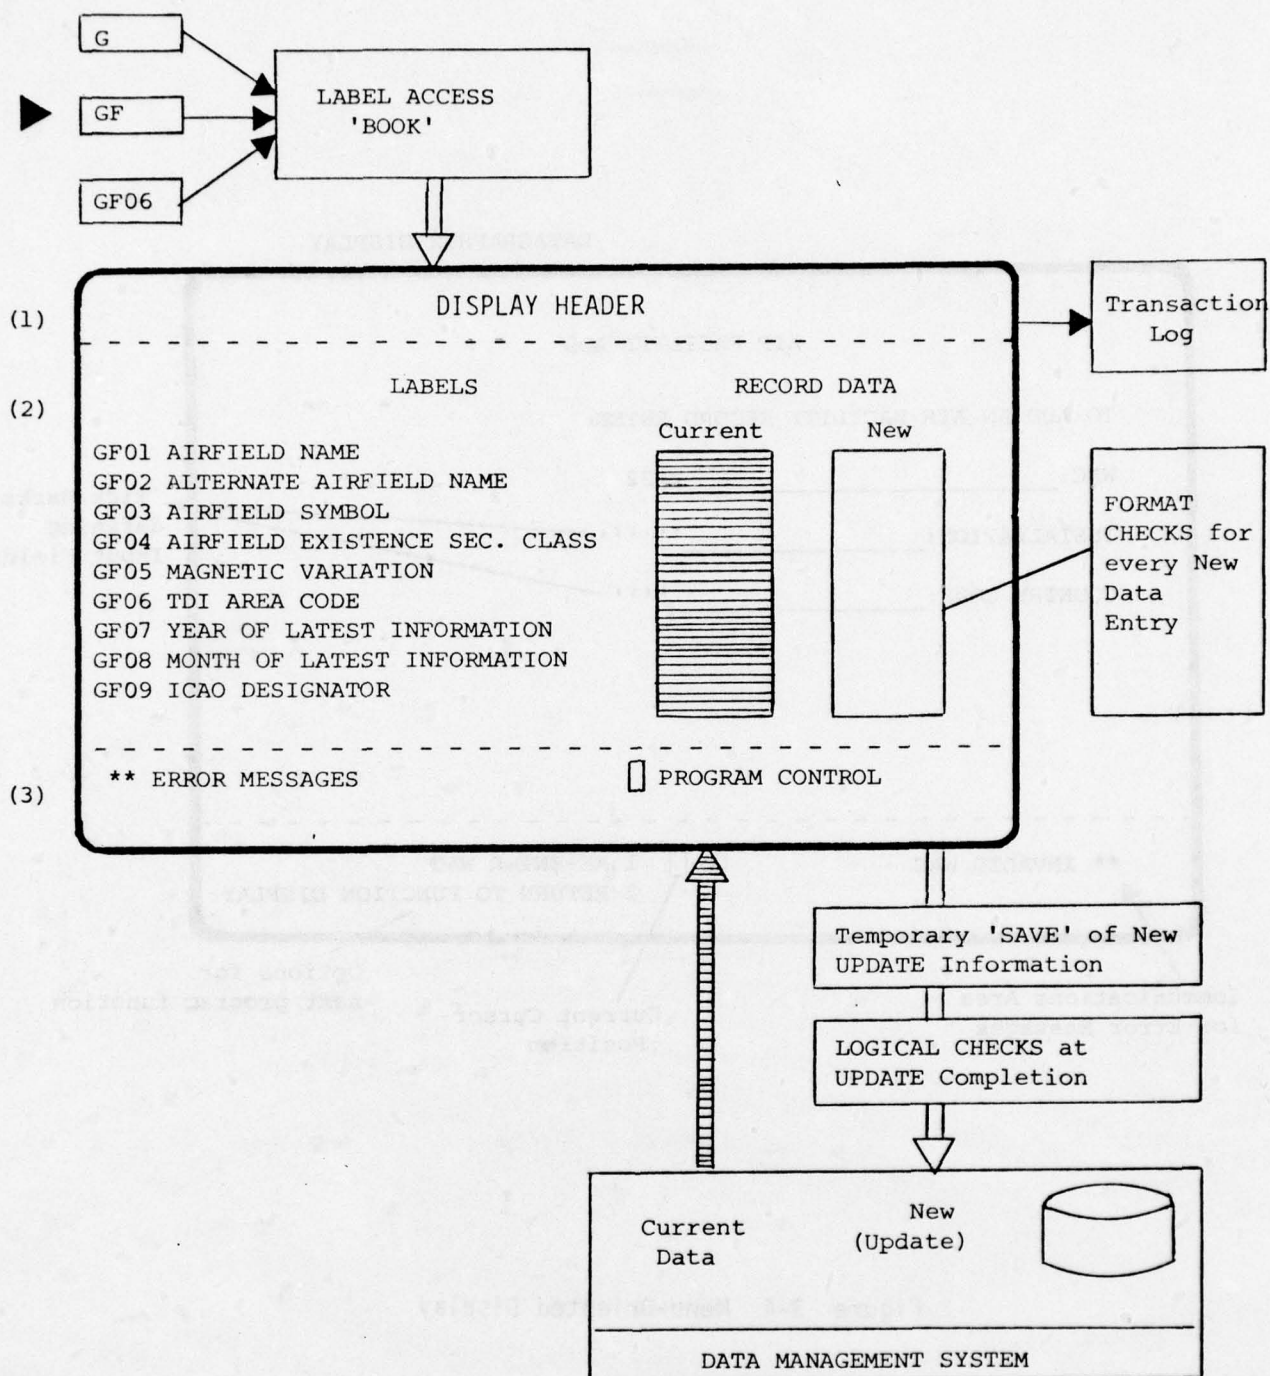 G
GF
GF06
LABEL ACCESS
'BOOK'
(1)
DISPLAY HEADER
Transaction
Log
(2)
LABELS
RECORD DATA
Current
New
GF01 AIRFIELD NAME
GF02 ALTERNATE AIRFIELD NAME
GF03 AIRFIELD SYMBOL
GF04 AIRFIELD EXISTENCE SEC. CLASS
GF05 MAGNETIC VARIATION
GF06 TDI AREA CODE
GF07 YEAR OF LATEST INFORMATION
GF08 MONTH OF LATEST INFORMATION
GF09 ICAO DESIGNATOR
FORMAT
CHECKS for
every New
Data
Entry
(3)
** ERROR MESSAGES
PROGRAM CONTROL
Temporary 'SAVE' of New
UPDATE Information
LOGICAL CHECKS at
UPDATE Completion
Current
Data
New
(Update)
DATA MANAGEMENT SYSTEM